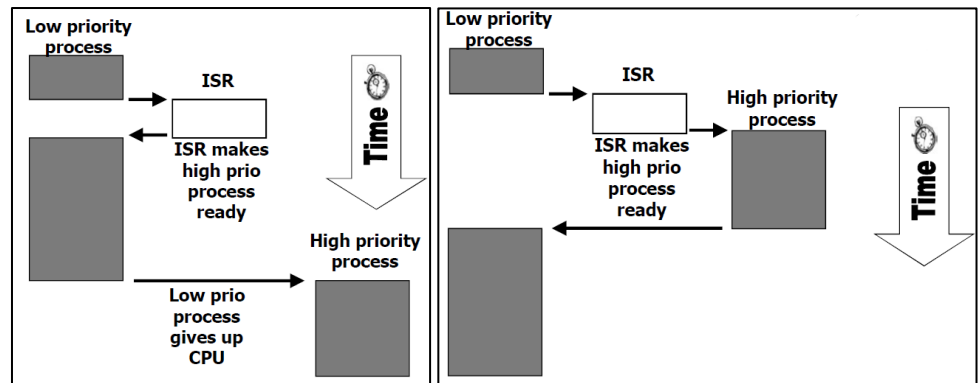 Low priority
process
ISR
Time
ISR makes
high prio
process
ready
High priority
process
Low prio
process
gives up
CPU
Low priority
process
ISR
High priority
process
Time
ISR makes
high prio
process
ready